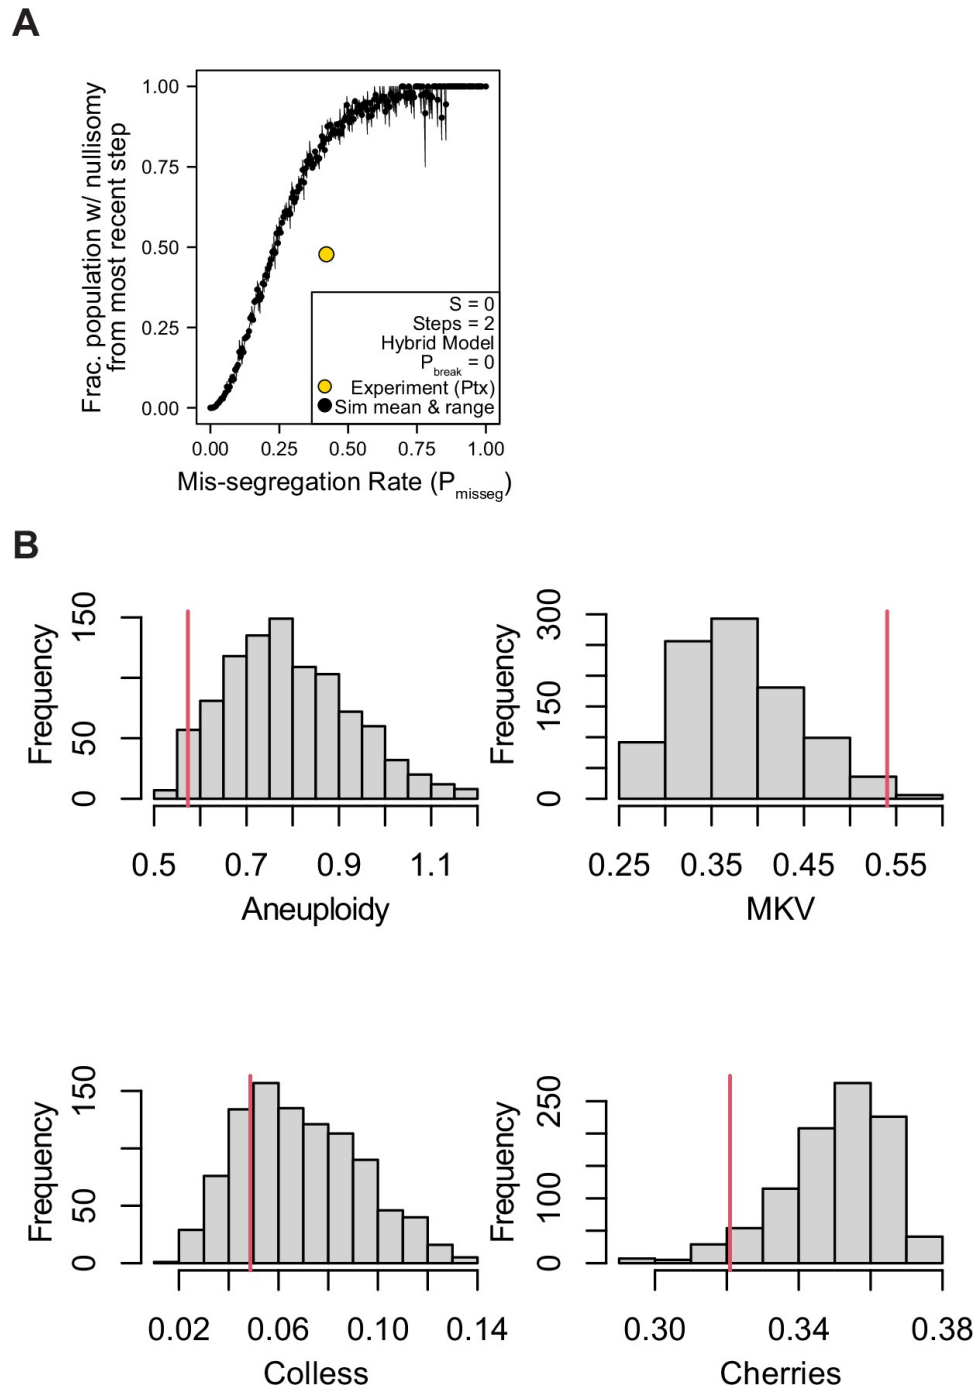 A
Frac. population w/ nullisomy
from most recent step
1.00
0.75
0.50
0.25
0.00
S = 0
Steps = 2
Hybrid Model
P break = 0
Experiment (Ptx)
Sim mean & range
0.00 0.25 0.50 0.75 1.00
Mis-segregation Rate (P misseg)
B
Frequency
150
50
0
0.5 0.7 0.9 1.1
Aneuploidy
Frequency
300
150
0
0.25 0.35 0.45 0.55
MKV
Frequency
150
50
0
0.02 0.06 0.10 0.14
Colless
Frequency
250
100
0
0.30 0.34 0.38
Cherries